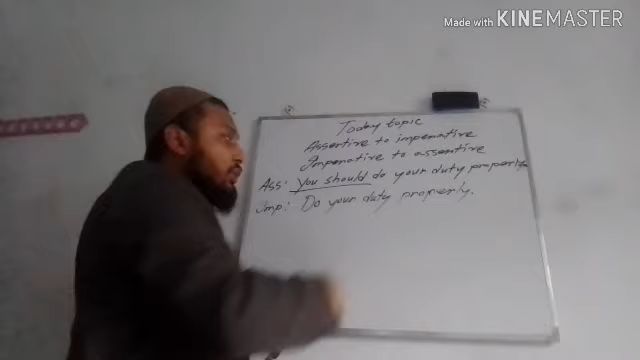 Made with KINEMASTER
Today topic
Assertive to imperative
Imperative to assertive
Ass: You should do your duty properly.
Imp: Do your duty properly.